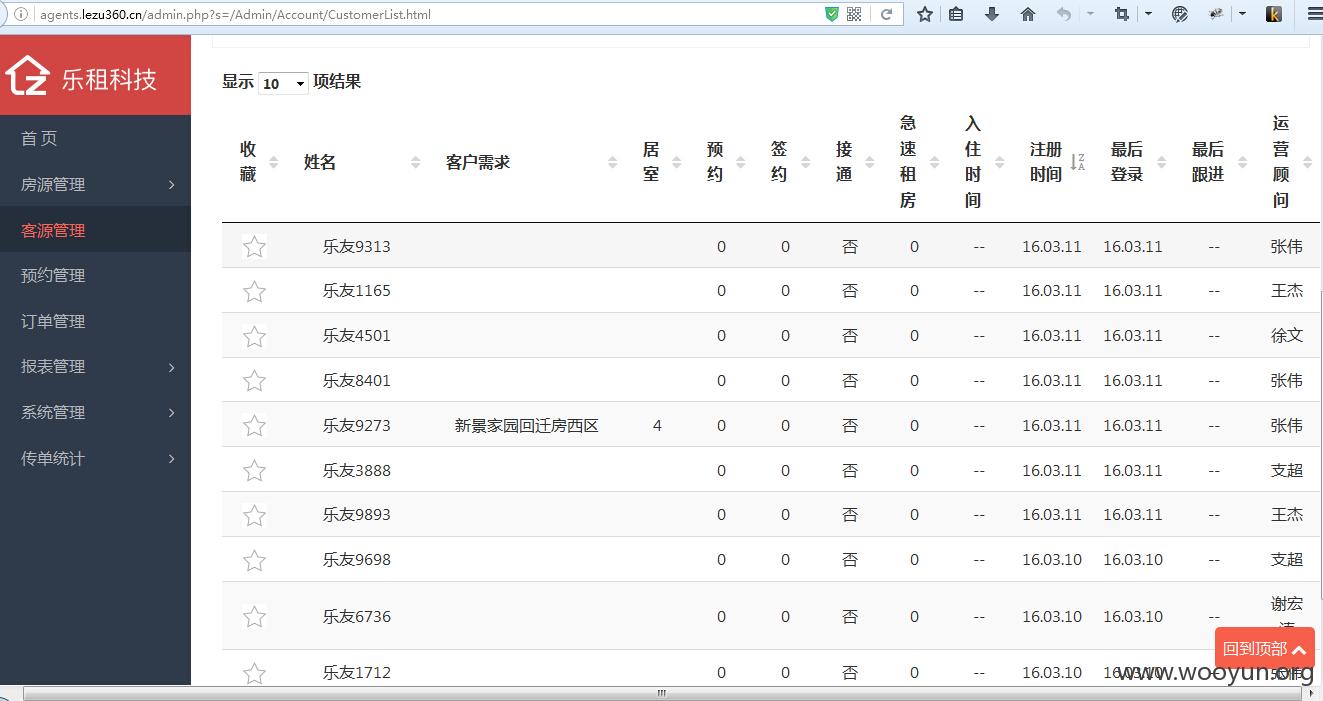 agents.lezu360.cn/admin.php?s=/Admin/Account/CustomerList.html
乐租科技
首页
房源管理
客源管理
预约管理
订单管理
报表管理
系统管理
传单统计
显示 10 项结果
收藏 姓名 客户需求 居室 预约 签约 接通 急速租房 入住时间 注册时间 最后登录 最后跟进 运营顾问
乐友9313 0 0 否 0 -- 16.03.11 16.03.11 -- 张伟
乐友1165 0 0 否 0 -- 16.03.11 16.03.11 -- 王杰
乐友4501 0 0 否 0 -- 16.03.11 16.03.11 -- 徐文
乐友8401 0 0 否 0 -- 16.03.11 16.03.11 -- 张伟
乐友9273 新景家园回迁房西区 4 0 0 否 0 -- 16.03.11 16.03.11 -- 张伟
乐友3888 0 0 否 0 -- 16.03.11 16.03.11 -- 支超
乐友9893 0 0 否 0 -- 16.03.11 16.03.11 -- 王杰
乐友9698 0 0 否 0 -- 16.03.10 16.03.10 -- 支超
乐友6736 0 0 否 0 -- 16.03.10 16.03.10 -- 谢宏
回到顶部
乐友1712 0 0 否 0 -- 16.03.10 16.03.10
www.wooyun.org